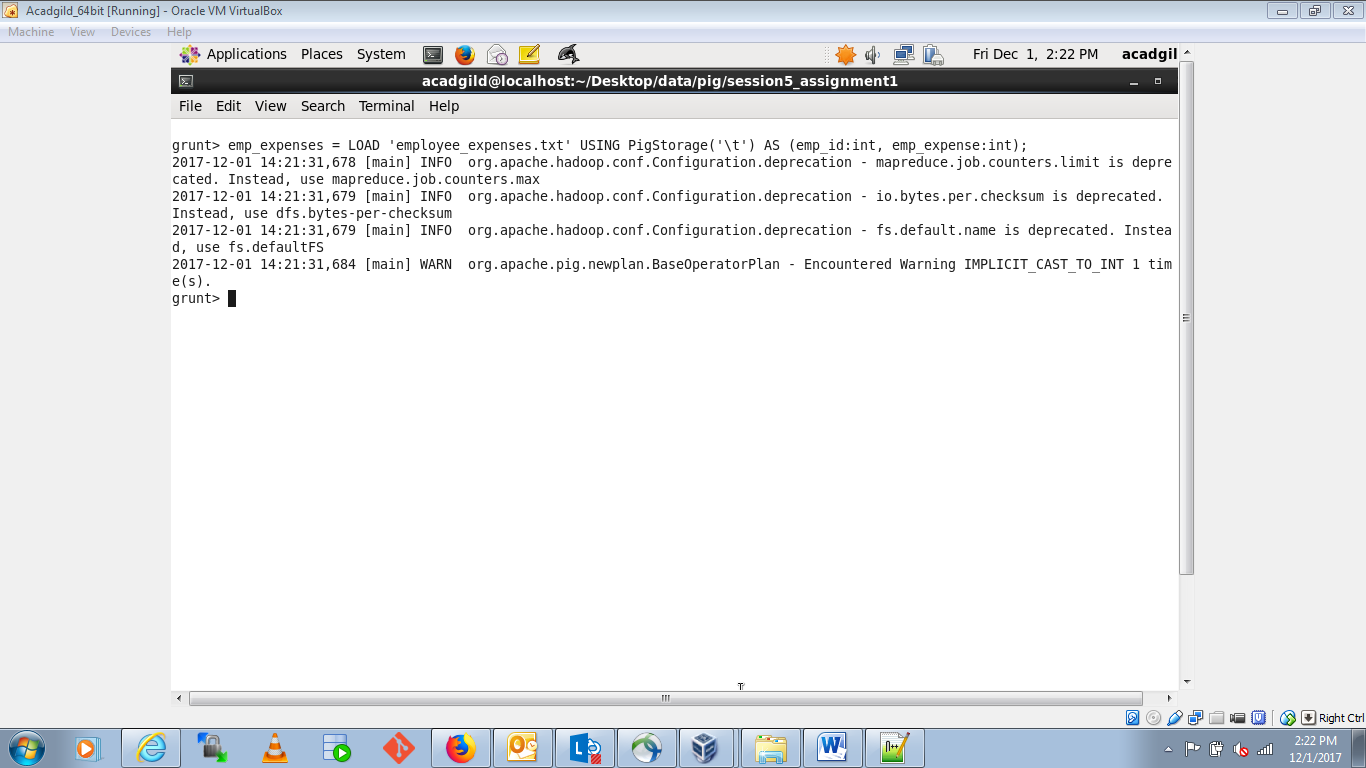 Acadgild_64bit [Running] - Oracle VM VirtualBox
Machine View Devices Help
Applications Places System Fri Dec 1, 2:22 PM acadgil
acadgild@localhost:~/Desktop/data/pig/session5_assignment1
File Edit View Search Terminal Help
grunt> emp_expenses = LOAD 'employee_expenses.txt' USING PigStorage('\t') AS (emp_id:int, emp_expense:int);
2017-12-01 14:21:31,678 [main] INFO  org.apache.hadoop.conf.Configuration.deprecation - mapreduce.job.counters.limit is depre
cated. Instead, use mapreduce.job.counters.max
2017-12-01 14:21:31,679 [main] INFO  org.apache.hadoop.conf.Configuration.deprecation - io.bytes.per.checksum is deprecated.
Instead, use dfs.bytes-per-checksum
2017-12-01 14:21:31,679 [main] INFO  org.apache.hadoop.conf.Configuration.deprecation - fs.default.name is deprecated. Instea
d, use fs.defaultFS
2017-12-01 14:21:31,684 [main] WARN  org.apache.pig.newplan.BaseOperatorPlan - Encountered Warning IMPLICIT_CAST_TO_INT 1 tim
e(s).
grunt>
Right Ctrl
2:22 PM
12/1/2017